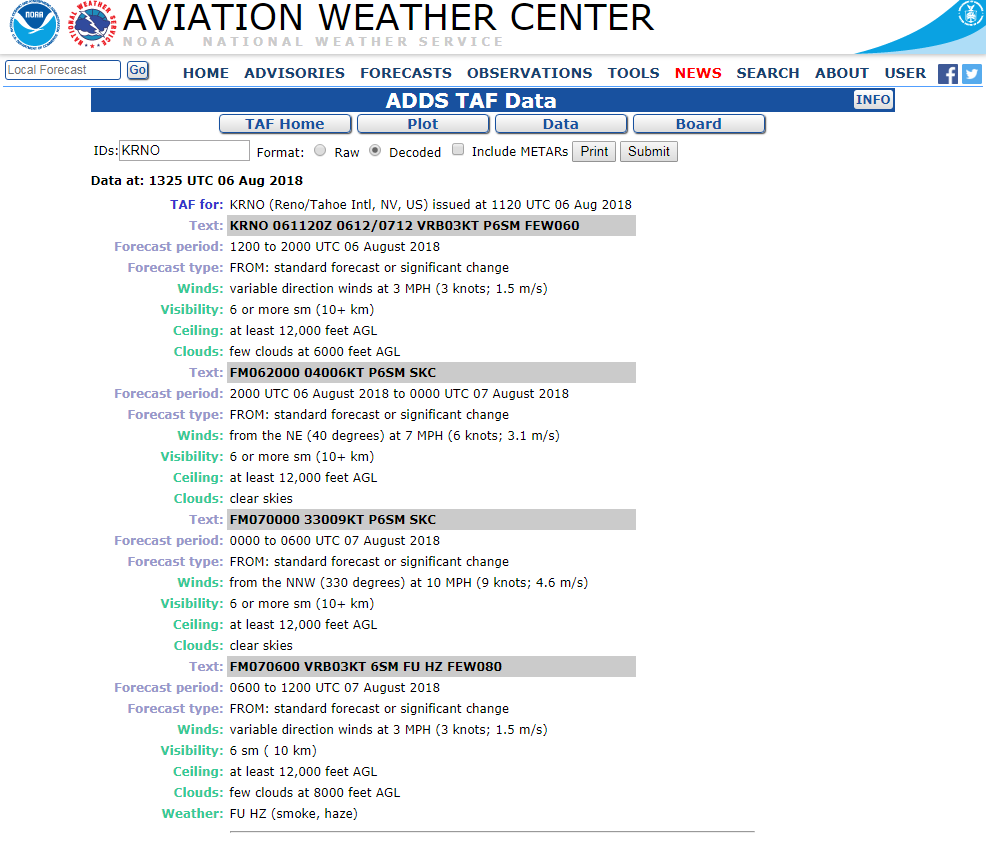 AVIATION WEATHER CENTER
NOAA NATIONAL WEATHER SERVICE
Local Forecast Go HOME ADVISORIES FORECASTS OBSERVATIONS TOOLS NEWS SEARCH ABOUT USER
ADDS TAF Data INFO
TAF Home Plot Data Board
IDs: KRNO Format: Raw Decoded Include METARs Print Submit
Data at: 1325 UTC 06 Aug 2018
TAF for: KRNO (Reno/Tahoe Intl, NV, US) issued at 1120 UTC 06 Aug 2018
Text: KRNO 061120Z 0612/0712 VRB03KT P6SM FEW060
Forecast period: 1200 to 2000 UTC 06 August 2018
Forecast type: FROM: standard forecast or significant change
Winds: variable direction winds at 3 MPH (3 knots; 1.5 m/s)
Visibility: 6 or more sm (10+ km)
Ceiling: at least 12,000 feet AGL
Clouds: few clouds at 6000 feet AGL
Text: FM062000 04006KT P6SM SKC
Forecast period: 2000 UTC 06 August 2018 to 0000 UTC 07 August 2018
Forecast type: FROM: standard forecast or significant change
Winds: from the NE (40 degrees) at 7 MPH (6 knots; 3.1 m/s)
Visibility: 6 or more sm (10+ km)
Ceiling: at least 12,000 feet AGL
Clouds: clear skies
Text: FM070000 33009KT P6SM SKC
Forecast period: 0000 to 0600 UTC 07 August 2018
Forecast type: FROM: standard forecast or significant change
Winds: from the NNW (330 degrees) at 10 MPH (9 knots; 4.6 m/s)
Visibility: 6 or more sm (10+ km)
Ceiling: at least 12,000 feet AGL
Clouds: clear skies
Text: FM070600 VRB03KT 6SM FU HZ FEW080
Forecast period: 0600 to 1200 UTC 07 August 2018
Forecast type: FROM: standard forecast or significant change
Winds: variable direction winds at 3 MPH (3 knots; 1.5 m/s)
Visibility: 6 sm ( 10 km)
Ceiling: at least 12,000 feet AGL
Clouds: few clouds at 8000 feet AGL
Weather: FU HZ (smoke, haze)